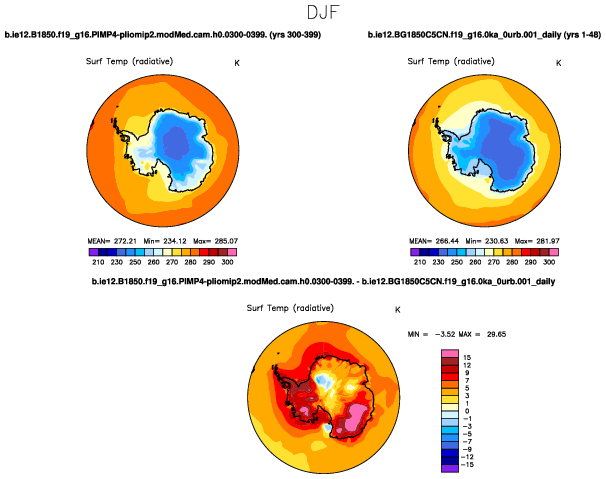 DJF
b.ie12.B1850.f19_g16.PIMP4-pliomip2.modMed.cam.h0.0300-0399. (yrs 300-399)
b.ie12.BG1850C5CN.f19_g16.0ka_0urb.001_daily (yrs 1-48)
Surf Temp (radiative) K
Surf Temp (radiative) K
MEAN= 272.21 Min= 234.12 Max= 285.07
MEAN= 266.44 Min= 230.63 Max= 281.97
210 230 250 260 270 280 290 300
210 230 250 260 270 280 290 300
b.ie12.B1850.f19_g16.PIMP4-pliomip2.modMed.cam.h0.0300-0399. - b.ie12.BG1850C5CN.f19_g16.0ka_0urb.001_daily
Surf Temp (radiative) K
MIN = -3.52 MAX = 29.65
15
12
9
7
5
3
1
0
-1
-3
-5
-7
-9
-12
-15